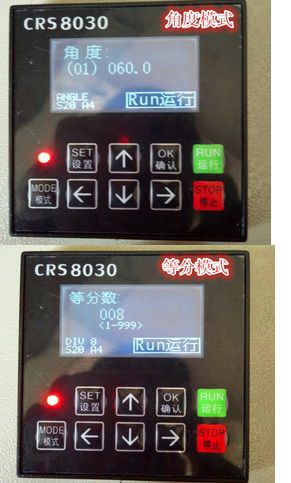 CRS8030 角度模式
角度:
(01) 060.0
ANGLE
S20 A4 Run运行
SET
设置
↑
OK
确认
RUN
运行
MODE
模式
←
↓
→
STOP
停止
CRS8030 等分模式
等分数:
008
<1-999>
DIV 8
S20 A4 Run运行
SET
设置
↑
OK
确认
RUN
运行
MODE
模式
←
↓
→
STOP
停止